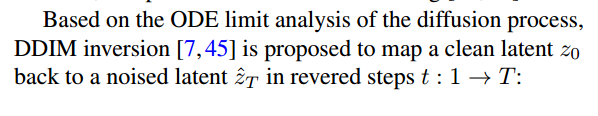 Based on the ODE limit analysis of the diffusion process,
DDIM inversion [7,45] is proposed to map a clean latent z₀
back to a noised latent ẑ_T in revered steps t : 1 → T: